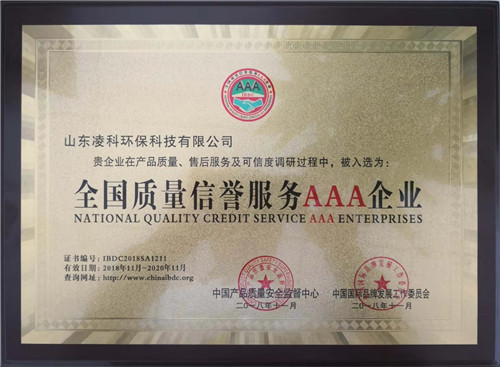 AAA
IBDC
山东凌科环保科技有限公司
贵企业在产品质量、售后服务及可信度调研过程中，被入选为：
全国质量信誉服务AAA企业
NATIONAL QUALITY CREDIT SERVICE AAA ENTERPRISES
证书编号：IBDC2018SA1211
有效日期：2018年11月-2020年11月
查询网址：http://www.chinaibdc.org
中国产品质量安全监督中心
二〇一八年十一月
中国国际品牌发展工作委员会
二〇一八年十一月